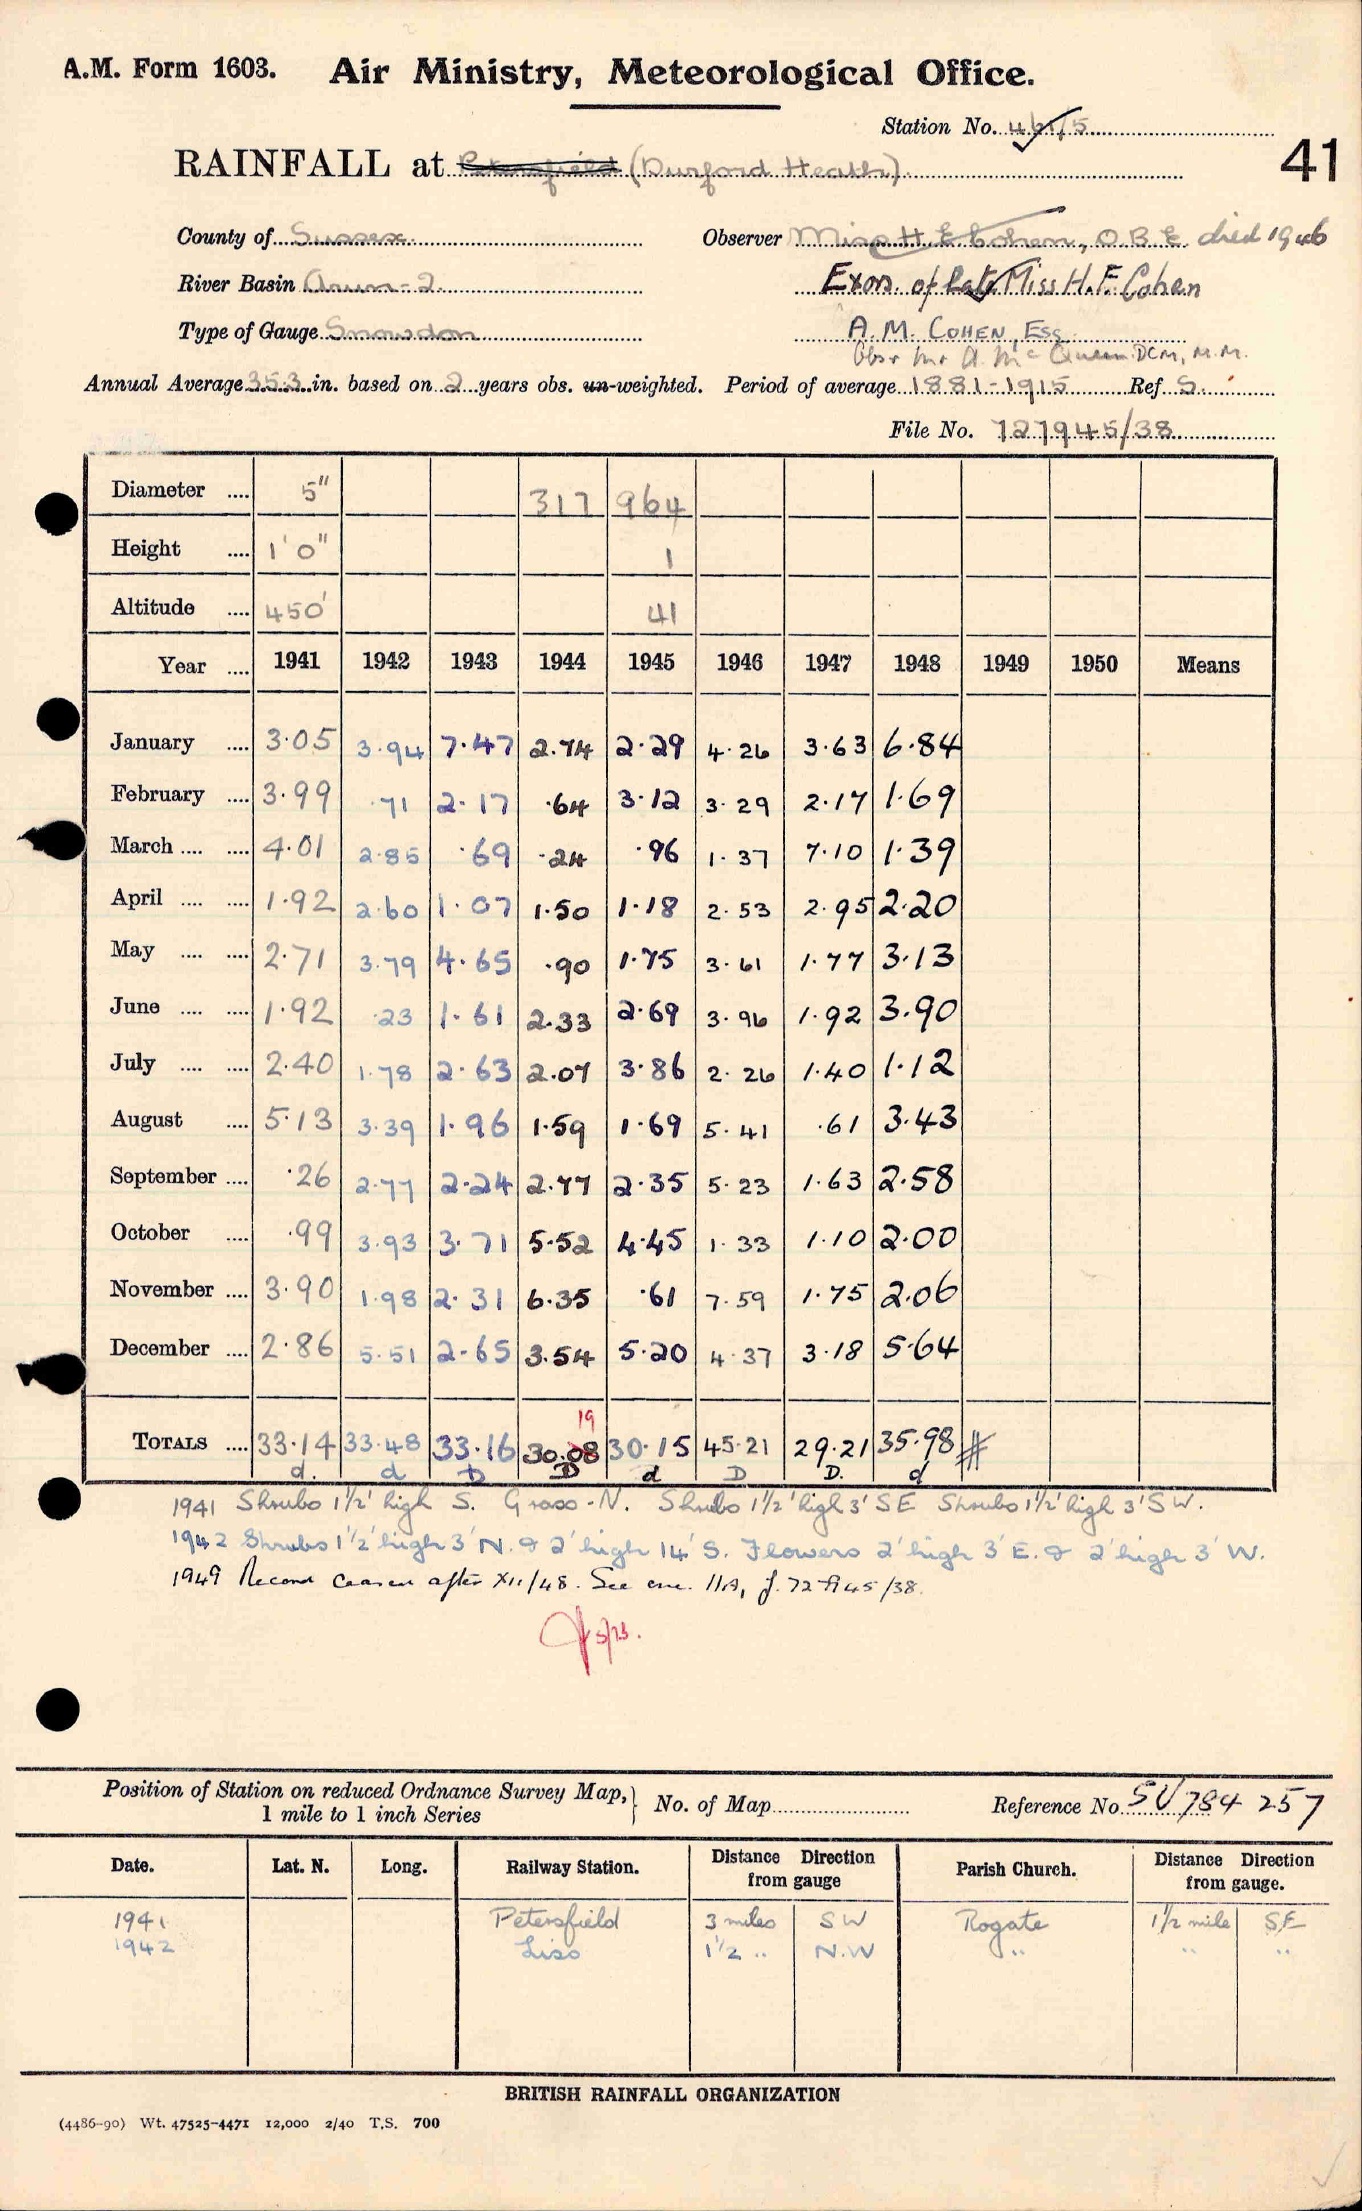 A.M. Form 1603. Air Ministry, Meteorological Office.
Station No. 461/5
41
RAINFALL at Petersfield (Durford Heath)
County of Sussex. Observer Miss H E Cohen, O B E. died 1946
River Basin Arun-2. Exors. of late Miss H.F. Cohen
Type of Gauge Snowdon A. M. COHEN, Esq
Obsr Mr A. Mc Queen DCM, M.M.
Annual Average 35.3 in. based on 2 years obs. un-weighted. Period of average 1881-1915 Ref S.
File No. 727945/38
Diameter .... 5" 317 964
Height .... 1' 0" 1
Altitude .... 450' 41
Year .... 1941 1942 1943 1944 1945 1946 1947 1948 1949 1950 Means
January .... 3.05 3.94 7.47 2.74 2.29 4.26 3.63 6.84
February .... 3.99 .71 2.17 .64 3.12 3.29 2.17 1.69
March .... .... 4.01 2.85 .69 .24 .96 1.37 7.10 1.39
April .... .... 1.92 2.60 1.07 1.50 1.18 2.53 2.95 2.20
May .... .... 2.71 3.79 4.65 .90 1.75 3.61 1.77 3.13
June .... .... 1.92 .23 1.61 2.33 2.69 3.96 1.92 3.90
July .... .... 2.40 1.78 2.63 2.07 3.86 2.26 1.40 1.12
August .... 5.13 3.39 1.96 1.59 1.69 5.41 .61 3.43
September .... .26 2.77 2.24 2.77 2.35 5.23 1.63 2.58
October .... .99 3.93 3.71 5.52 4.45 1.33 1.10 2.00
November .... 3.90 1.98 2.31 6.35 .61 7.59 1.75 2.06
December .... 2.86 5.51 2.65 3.54 5.20 4.37 3.18 5.64
19
TOTALS .... 33.14 33.48 33.16 30.08 30.15 45.21 29.21 35.98 #
d. d D D d D D. d
1941 Shrubs 1½' high S. Grass-N. Shrubs 1½' high 3' SE Shrubs 1½' high 3' SW.
1942 Shrubs 1½' high 3' N. & 2' high 14' S. Flowers 2' high 3' E. & 2' high 3' W.
1949 Record ceased after XII/48. See enc. 11A, f. 727945/38.
5/73.
Position of Station on reduced Ordnance Survey Map, 1 mile to 1 inch Series No. of Map Reference No. SU 784 257
Date. Lat. N. Long. Railway Station. Distance Direction from gauge Parish Church. Distance Direction from gauge.
1941 Petersfield 3 miles SW Rogate 1½ mile S.E
1942 Liss 1½ " N.W " " "
BRITISH RAINFALL ORGANIZATION
(4486-90) Wt. 47525-4471 12,000 2/40 T.S. 700